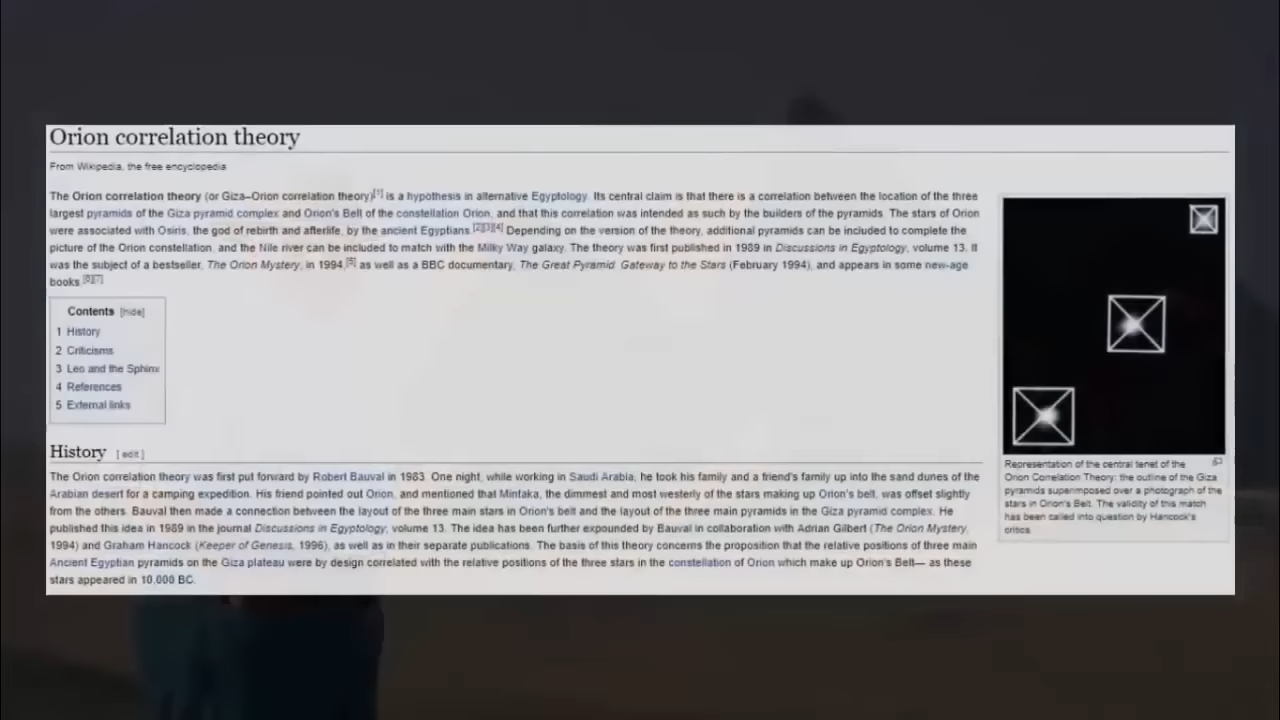 Orion correlation theory
From Wikipedia, the free encyclopedia
The Orion correlation theory (or Giza–Orion correlation theory)[1] is a hypothesis in alternative Egyptology. Its central claim is that there is a correlation between the location of the three
largest pyramids of the Giza pyramid complex and Orion's Belt of the constellation Orion, and that this correlation was intended as such by the builders of the pyramids. The stars of Orion
were associated with Osiris, the god of rebirth and afterlife, by the ancient Egyptians.[2][3][4] Depending on the version of the theory, additional pyramids can be included to complete the
picture of the Orion constellation, and the Nile river can be included to match with the Milky Way galaxy. The theory was first published in 1989 in Discussions in Egyptology, volume 13. It
was the subject of a bestseller, The Orion Mystery, in 1994,[5] as well as a BBC documentary, The Great Pyramid Gateway to the Stars (February 1994), and appears in some new-age
books.[6][7]
Contents [hide]
1 History
2 Criticisms
3 Leo and the Sphinx
4 References
5 External links
History [edit]
The Orion correlation theory was first put forward by Robert Bauval in 1983. One night, while working in Saudi Arabia, he took his family and a friend's family up into the sand dunes of the
Arabian desert for a camping expedition. His friend pointed out Orion, and mentioned that Mintaka, the dimmest and most westerly of the stars making up Orion's belt, was offset slightly
from the others. Bauval then made a connection between the layout of the three main stars in Orion's belt and the layout of the three main pyramids in the Giza pyramid complex. He
published this idea in 1989 in the journal Discussions in Egyptology, volume 13. The idea has been further expounded by Bauval in collaboration with Adrian Gilbert (The Orion Mystery,
1994) and Graham Hancock (Keeper of Genesis, 1996), as well as in their separate publications. The basis of this theory concerns the proposition that the relative positions of three main
Ancient Egyptian pyramids on the Giza plateau were by design correlated with the relative positions of the three stars in the constellation of Orion which make up Orion's Belt— as these
stars appeared in 10,000 BC.
Representation of the central tenet of the
Orion Correlation Theory: the outline of the Giza
pyramids superimposed over a photograph of the
stars in Orion's Belt. The validity of this match
has been called into question by Hancock's
critics.